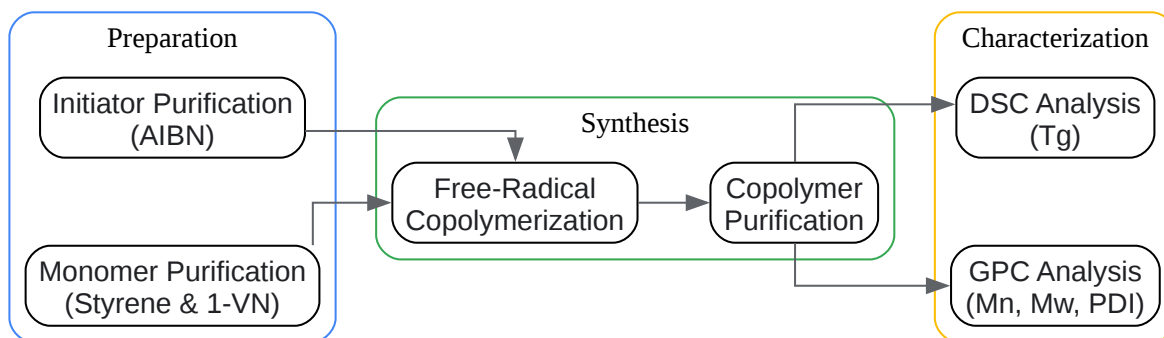 Preparation
Initiator Purification
(AIBN)
Monomer Purification
(Styrene & 1-VN)
Synthesis
Free-Radical
Copolymerization
Copolymer
Purification
Characterization
DSC Analysis
(Tg)
GPC Analysis
(Mn, Mw, PDI)